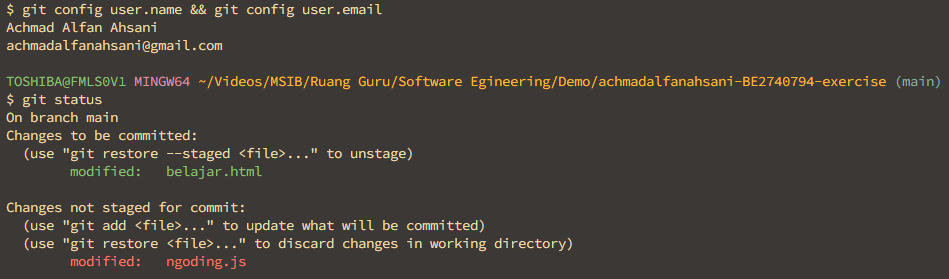 $ git config user.name && git config user.email
Achmad Alfan Ahsani
achmadalfanahsani@gmail.com
TOSHIBA@FMLS0V1 MINGW64 ~/Videos/MSIB/Ruang Guru/Software Egineering/Demo/achmadalfanahsani-BE2740794-exercise (main)
$ git status
On branch main
Changes to be committed:
  (use "git restore --staged <file>..." to unstage)
        modified:   belajar.html
Changes not staged for commit:
  (use "git add <file>..." to update what will be committed)
  (use "git restore <file>..." to discard changes in working directory)
        modified:   ngoding.js